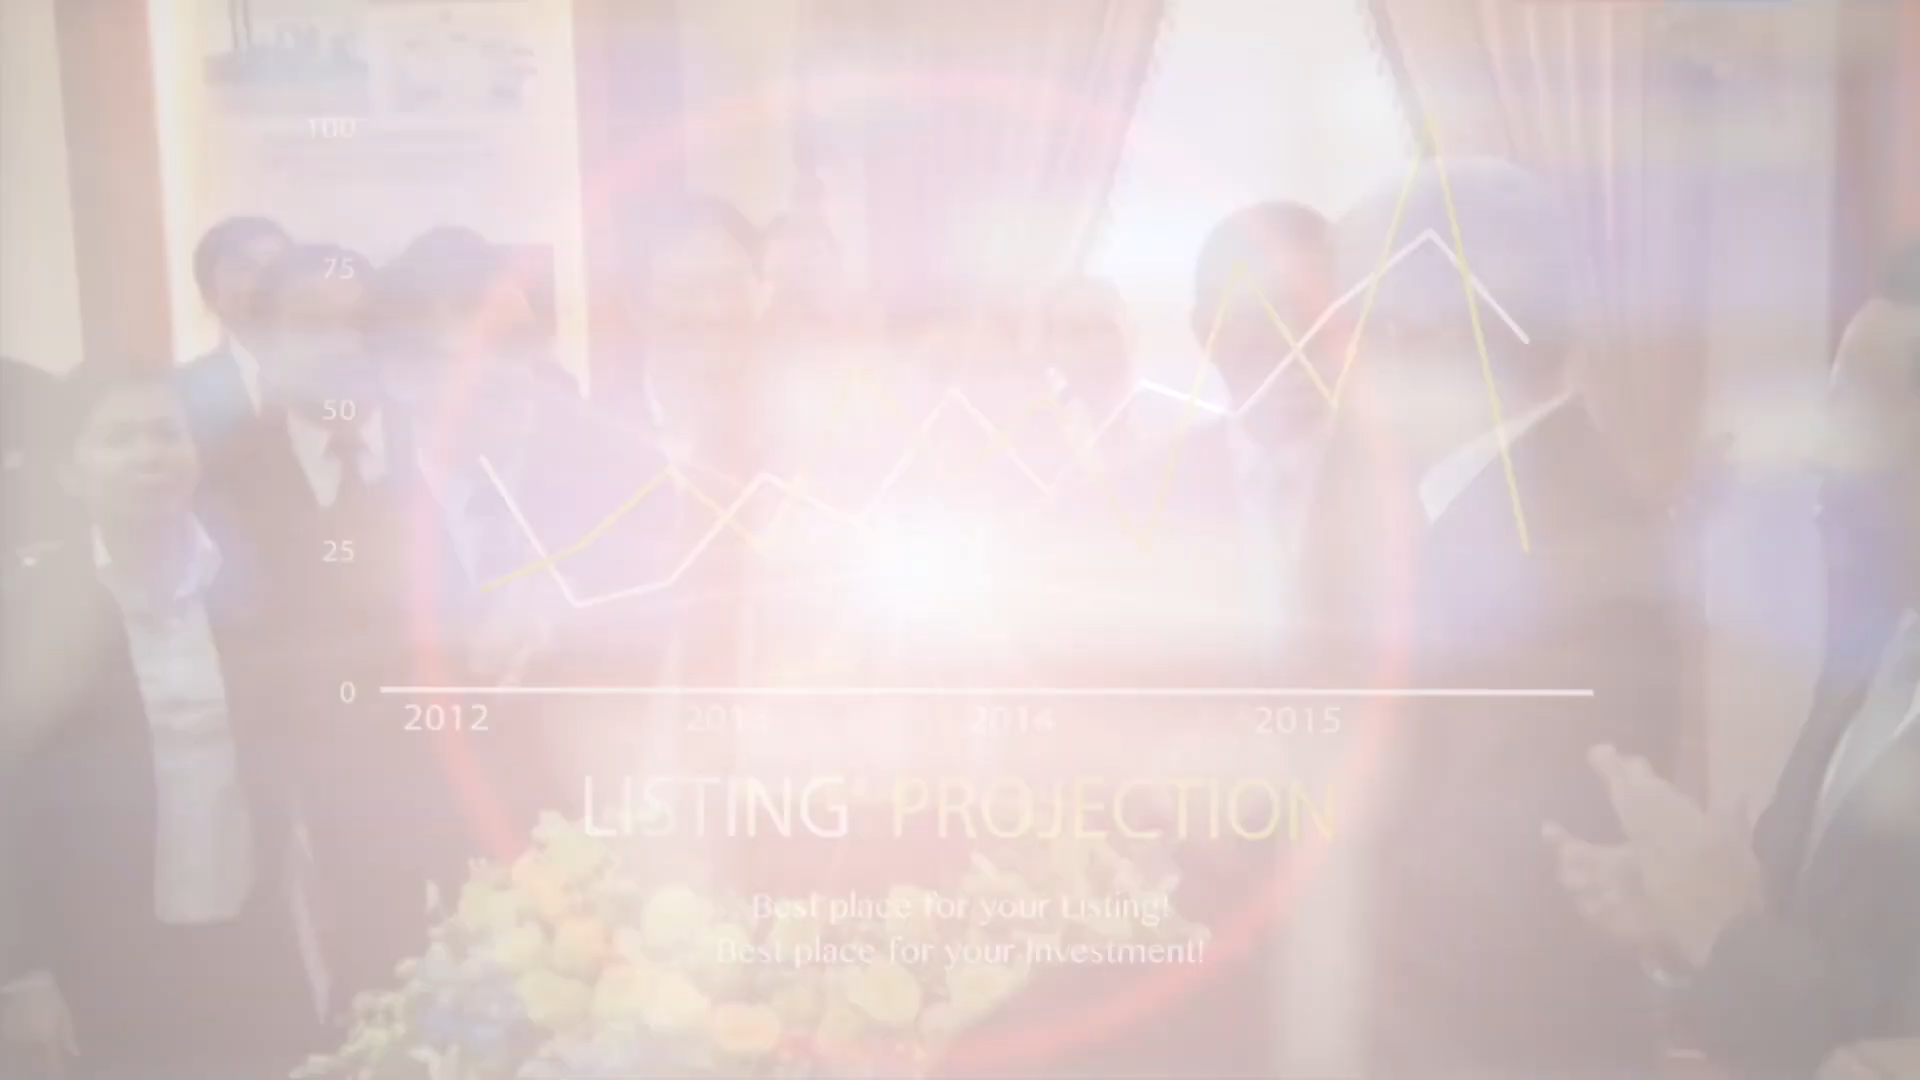 100
75
50
25
0
2012 2013 2014 2015
LISTING PROJECTION
Best place for your Listing!
Best place for your Investment!